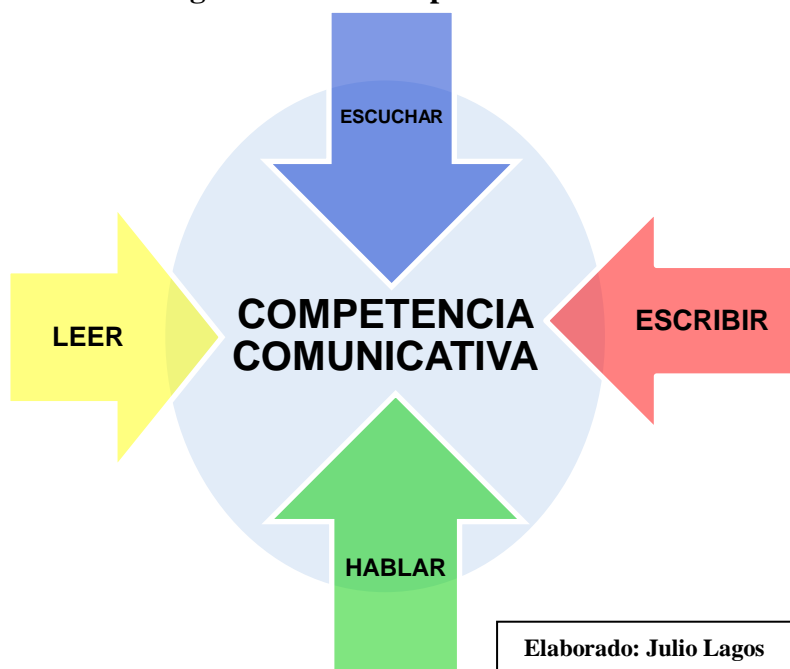 ESCUCHAR
LEER
COMPETENCIA
COMUNICATIVA
ESCRIBIR
HABLAR
Elaborado: Julio Lagos